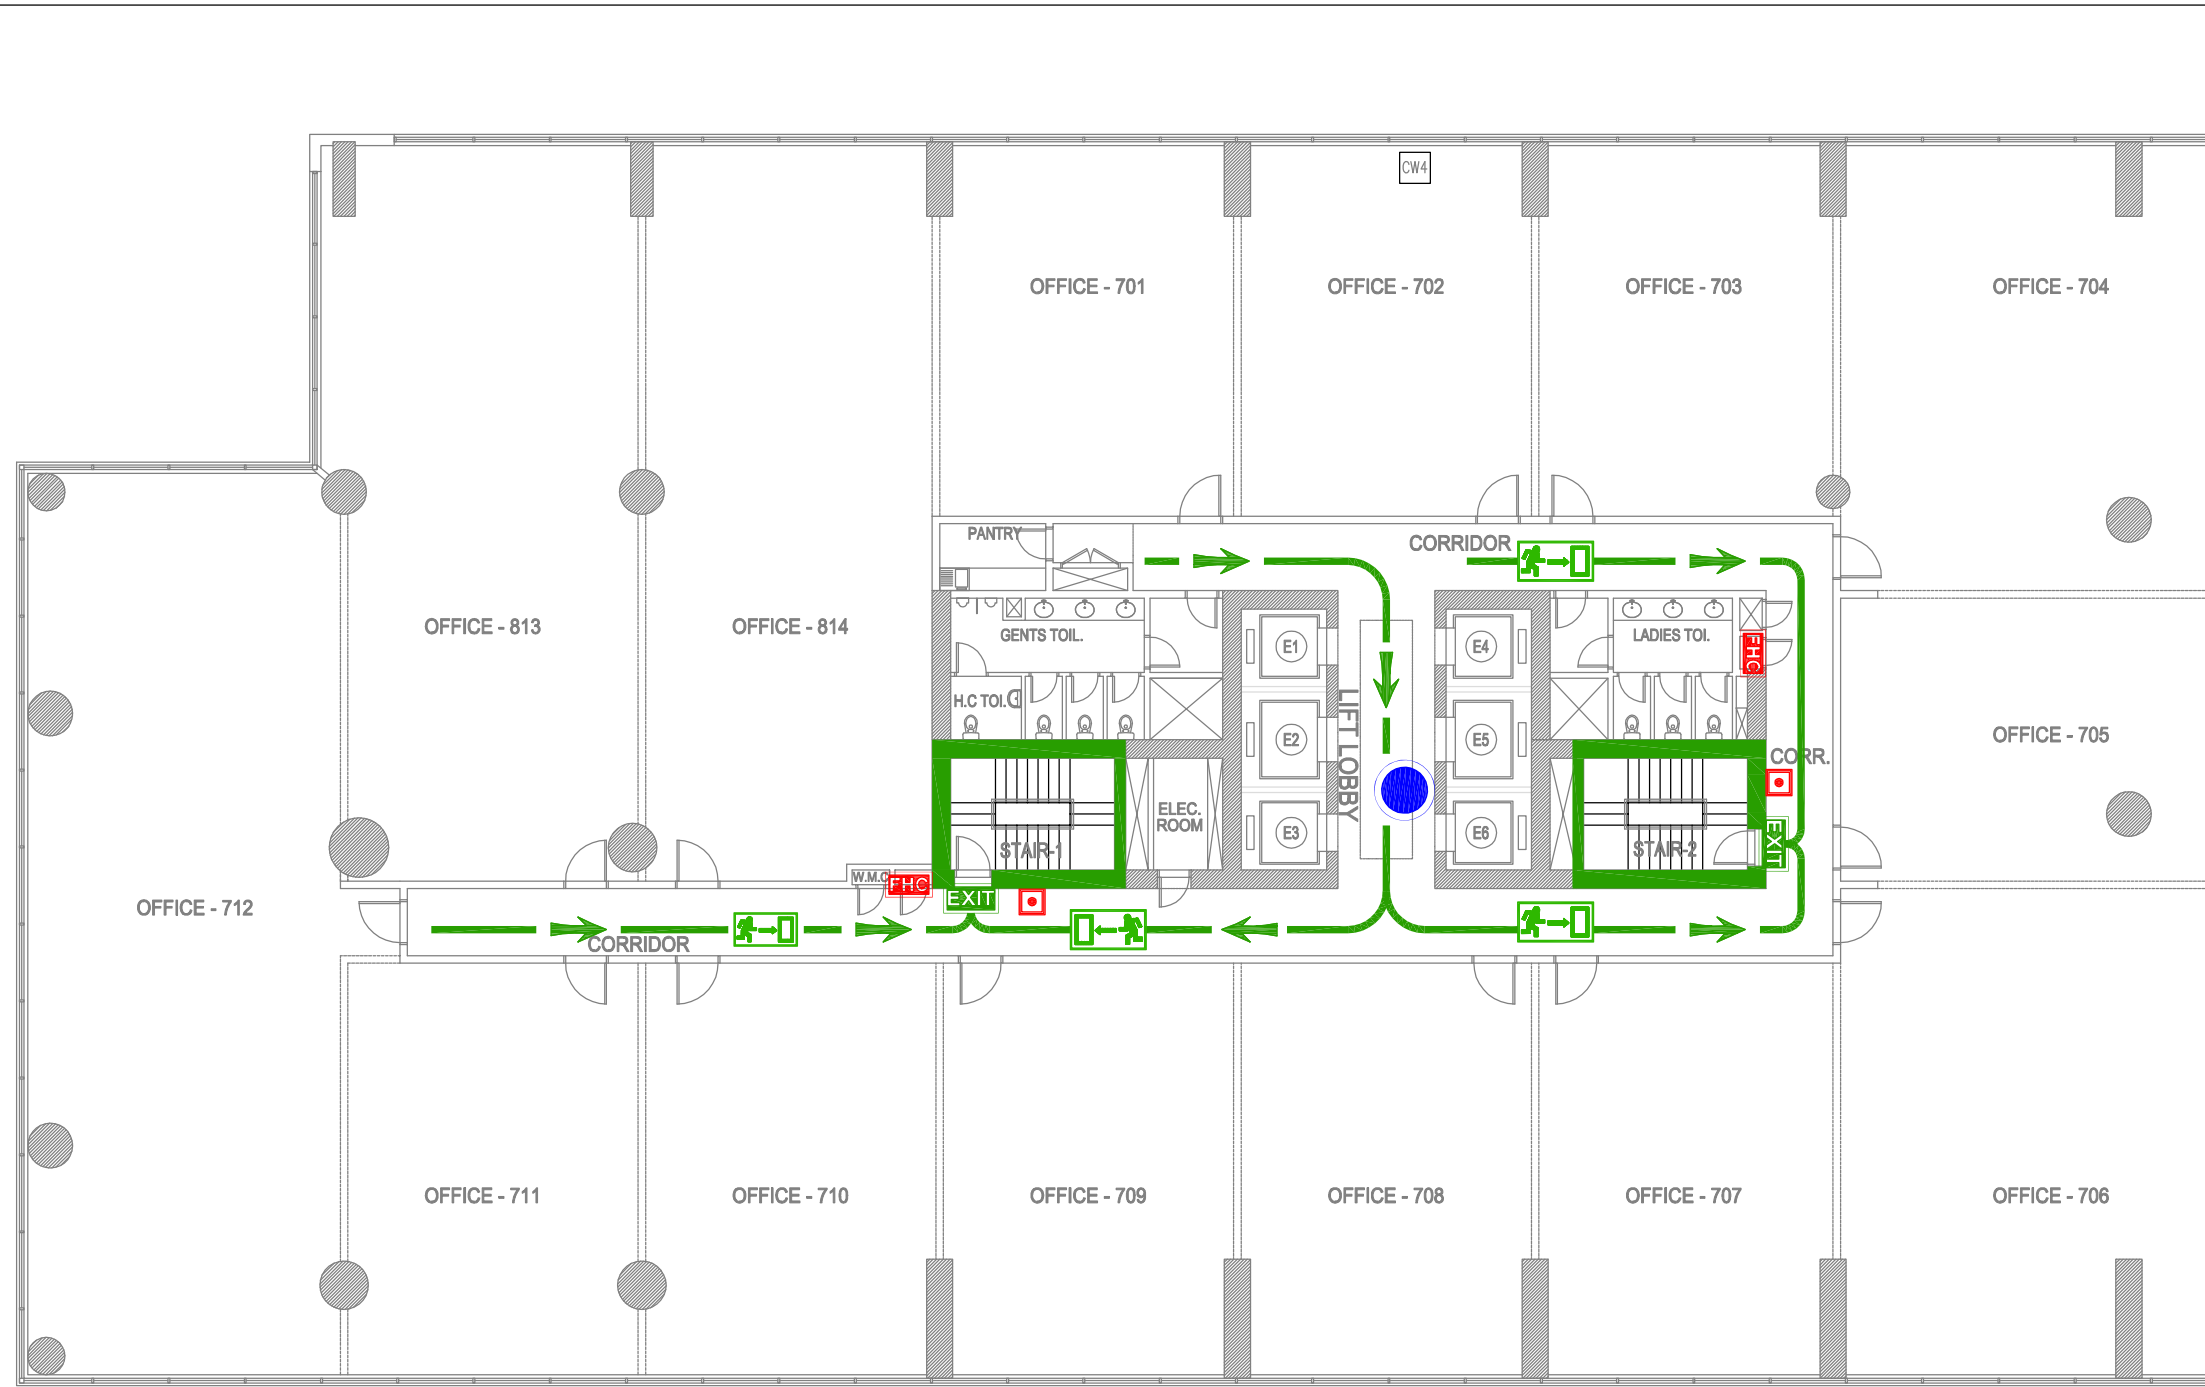 CW4
OFFICE - 701
OFFICE - 702
OFFICE - 703
OFFICE - 704
PANTRY
CORRIDOR
OFFICE - 813
OFFICE - 814
GENTS TOIL.
E1
E4
LADIES TOI.
FHC
H.C TOI.
LIFT LOBBY
E2
E5
OFFICE - 705
CORR.
ELEC.
ROOM
E3
E6
STAIR-1
STAIR-2
EXIT
W.M.C
FHC
EXIT
OFFICE - 712
CORRIDOR
OFFICE - 711
OFFICE - 710
OFFICE - 709
OFFICE - 708
OFFICE - 707
OFFICE - 706